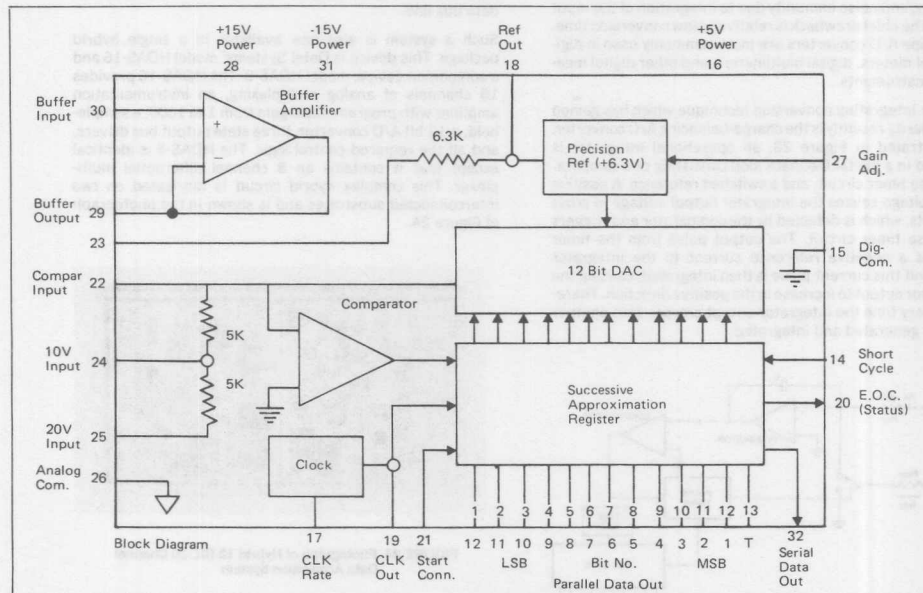 +15V
Power
28
-15V
Power
31
Ref
Out
18
+5V
Power
16
Buffer
Input
30
Buffer
Amplifier
–
6.3K
Precision
Ref (+6.3V)
27
Gain
Adj.
Buffer
Output
29
23
Compar
Input
22
12 Bit DAC
15
Dig-
Com.
Comparator
5K
10V
Input
24
5K
Successive
Approximation
Register
14
Short
Cycle
20
E.O.C.
(Status)
20V
Input
25
Clock
Analog
Com.
26
1 2 3 4 5 6 7 8 9 10 11 12 13
Block Diagram
17
CLK
Rate
19
CLK
Out
21
Start
Conn.
12 11 10 9 8 7 6 5 4 3 2 1 T
LSB
Bit No.
MSB
Parallel Data Out
32
Serial
Data
Out